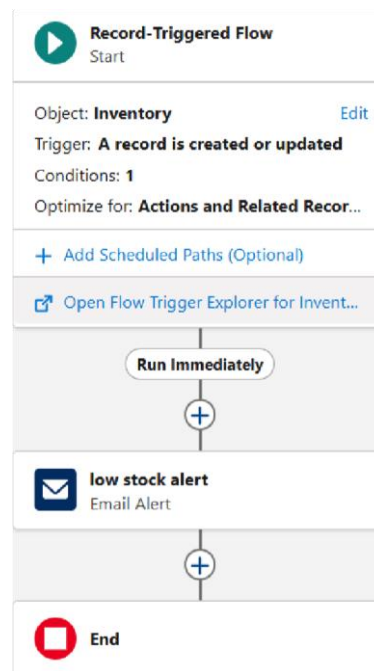 Record-Triggered Flow
Start
Object: Inventory Edit
Trigger: A record is created or updated
Conditions: 1
Optimize for: Actions and Related Recor...
+ Add Scheduled Paths (Optional)
Open Flow Trigger Explorer for Invent...
Run Immediately
low stock alert
Email Alert
End